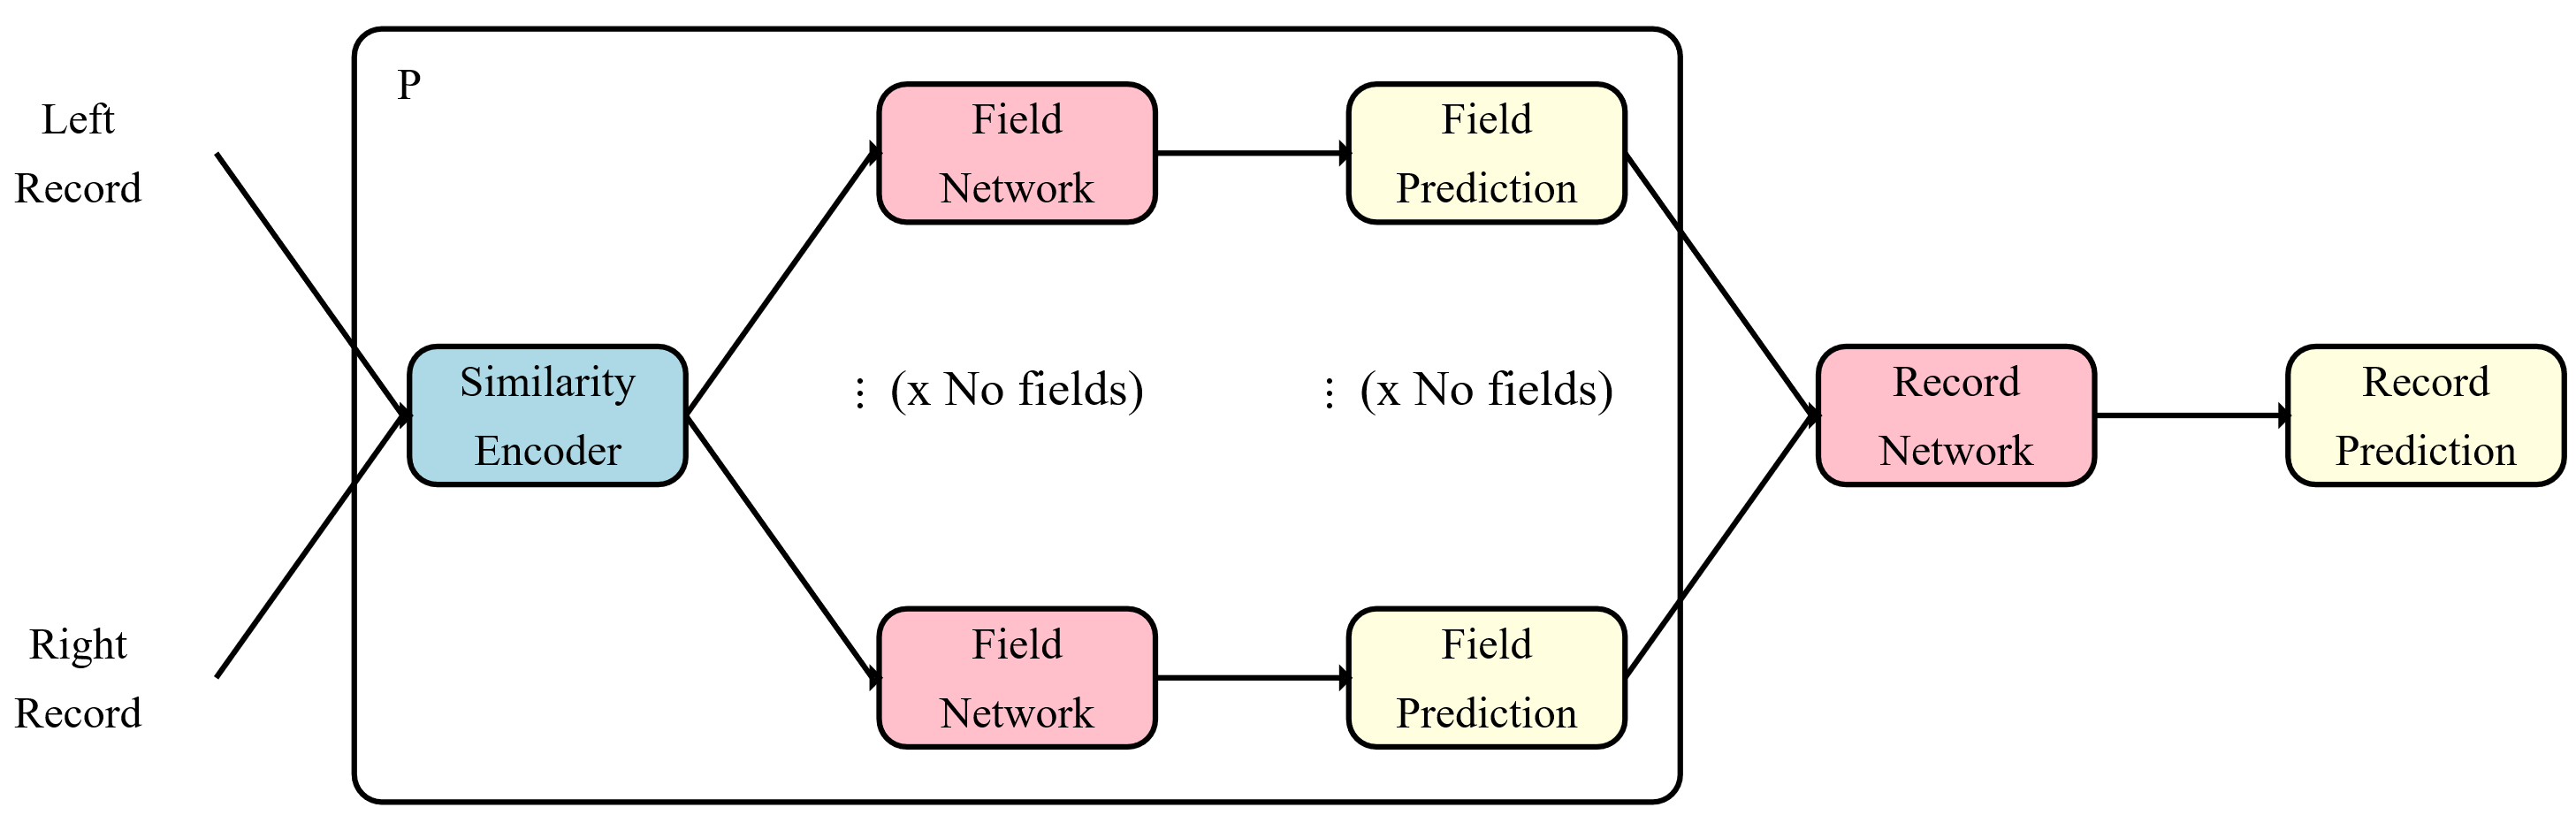 P
Left
Record
Right
Record
Similarity
Encoder
Field
Network
⋮ (x No fields)
Field
Network
Field
Prediction
⋮ (x No fields)
Field
Prediction
Record
Network
Record
Prediction